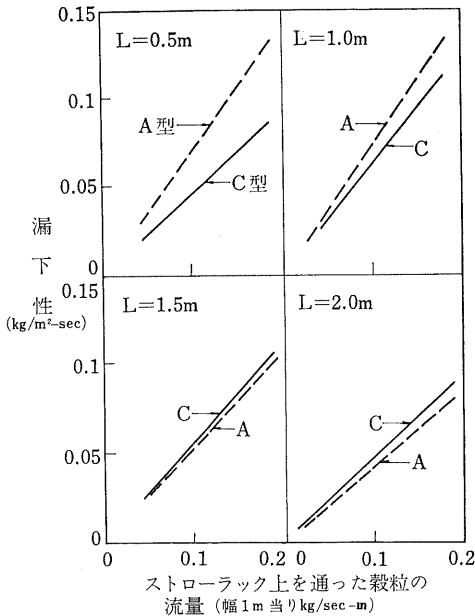 0.15
L=0.5m
L=1.0m
0.1
A型
A
C
0.05
C型
漏
下
性
(kg/m²-sec)
0
0.15
L=1.5m
L=2.0m
0.1
C
C
A
0.05
A
0
0 0.1 0.2 0 0.1 0.2
ストローラック上を通った穀粒の
流量（幅1m当りkg/sec-m）